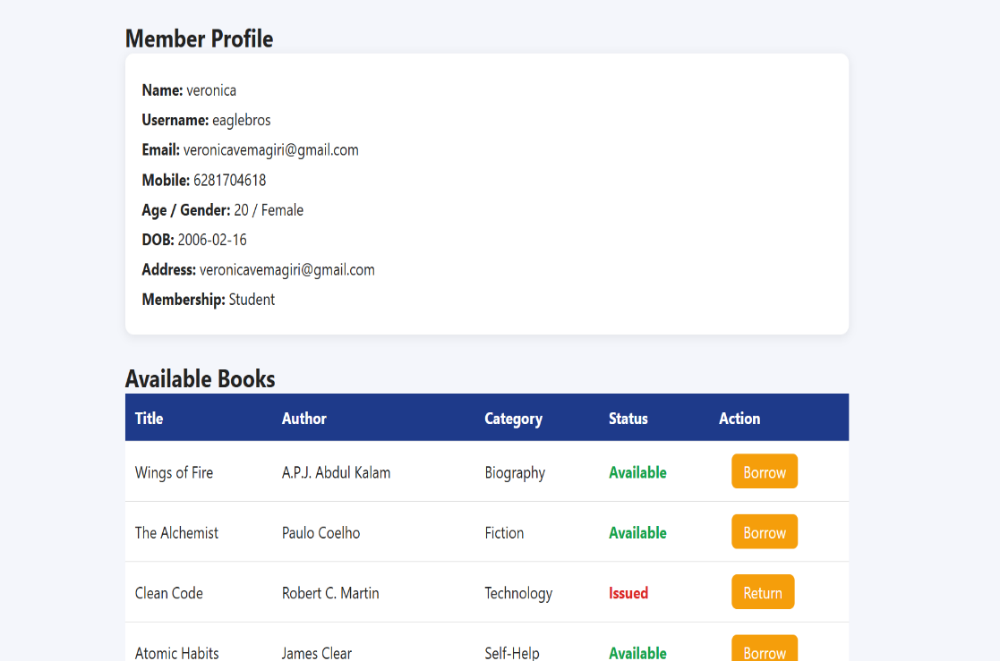 Member Profile
Name: veronica
Username: eaglebros
Email: veronicavemagiri@gmail.com
Mobile: 6281704618
Age / Gender: 20 / Female
DOB: 2006-02-16
Address: veronicavemagiri@gmail.com
Membership: Student
Available Books
Title Author Category Status Action
Wings of Fire A.P.J. Abdul Kalam Biography Available Borrow
The Alchemist Paulo Coelho Fiction Available Borrow
Clean Code Robert C. Martin Technology Issued Return
Atomic Habits James Clear Self-Help Available Borrow